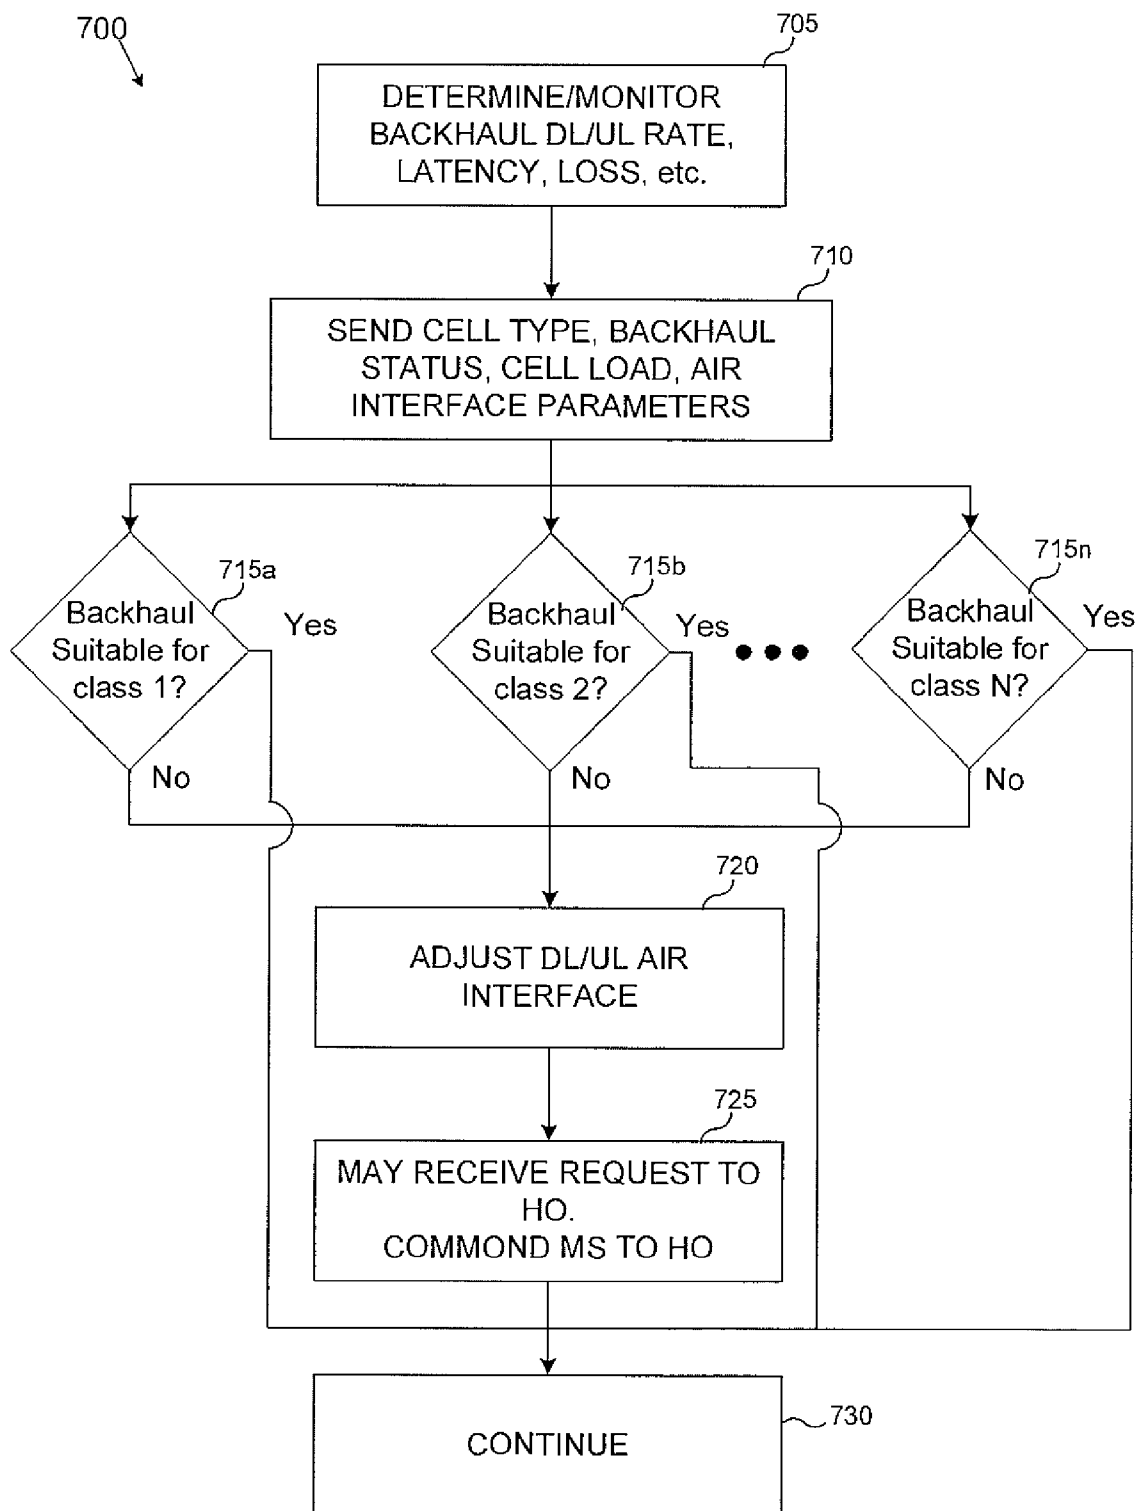 700
705
DETERMINE/MONITOR
BACKHAUL DL/UL RATE,
LATENCY, LOSS, etc.
710
SEND CELL TYPE, BACKHAUL
STATUS, CELL LOAD, AIR
INTERFACE PARAMETERS
715a
Backhaul
Suitable for
class 1?
Yes
No
715b
Backhaul
Suitable for
class 2?
Yes
No
715n
Backhaul
Suitable for
class N?
Yes
No
720
ADJUST DL/UL AIR
INTERFACE
725
MAY RECEIVE REQUEST TO
HO.
COMMOND MS TO HO
CONTINUE
730